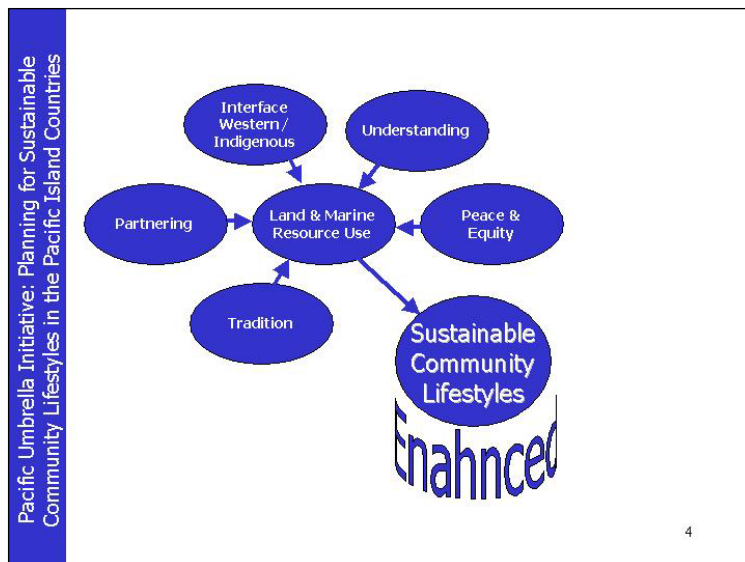 Pacific Umbrella Initiative: Planning for Sustainable
Community Lifestyles in the Pacific Island Countries
Interface
Western /
Indigenous
Understanding
Partnering
Land & Marine
Resource Use
Peace &
Equity
Tradition
Sustainable
Community
Lifestyles
Enahnced
4